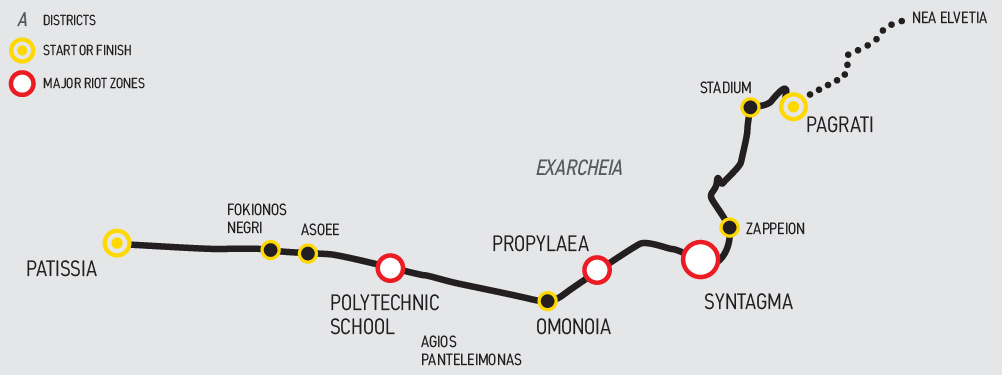 A DISTRICTS
START OR FINISH
MAJOR RIOT ZONES
NEA ELVETIA
STADIUM
PAGRATI
EXARCHEIA
FOKIONOS
NEGRI
ASOEE
ZAPPEION
PROPYLAEA
PATISSIA
POLYTECHNIC
SCHOOL
SYNTAGMA
OMONOIA
AGIOS
PANTELEIMONAS